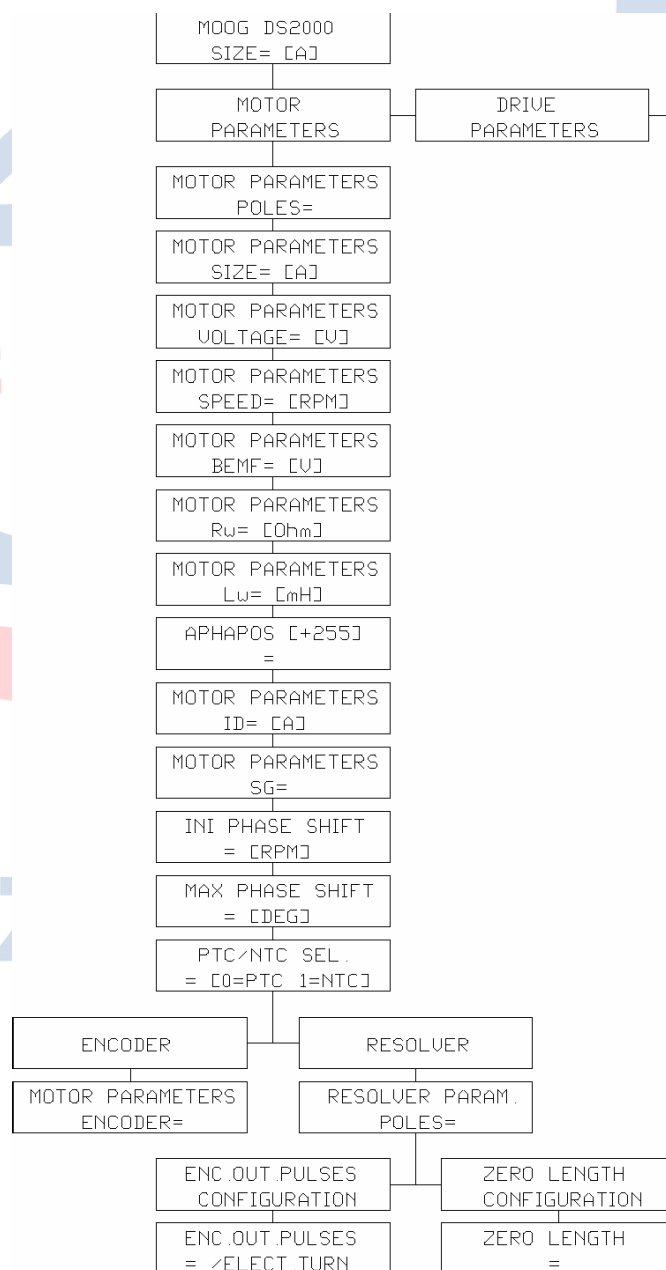 MOOG DS2000
SIZE= [A]
MOTOR
PARAMETERS
DRIVE
PARAMETERS
MOTOR PARAMETERS
POLES=
MOTOR PARAMETERS
SIZE= [A]
MOTOR PARAMETERS
VOLTAGE= [V]
MOTOR PARAMETERS
SPEED= [RPM]
MOTOR PARAMETERS
BEMF= [V]
MOTOR PARAMETERS
Rw= [Ohm]
MOTOR PARAMETERS
Lw= [mH]
APHAPOS [+255]
=
MOTOR PARAMETERS
ID= [A]
MOTOR PARAMETERS
SG=
INI PHASE SHIFT
= [RPM]
MAX PHASE SHIFT
= [DEG]
PTC/NTC SEL.
= [0=PTC 1=NTC]
ENCODER
RESOLVER
MOTOR PARAMETERS
ENCODER=
RESOLVER PARAM.
POLES=
ENC.OUT.PULSES
CONFIGURATION
ZERO LENGTH
CONFIGURATION
ENC.OUT.PULSES
= /ELECT TURN
ZERO LENGTH
=